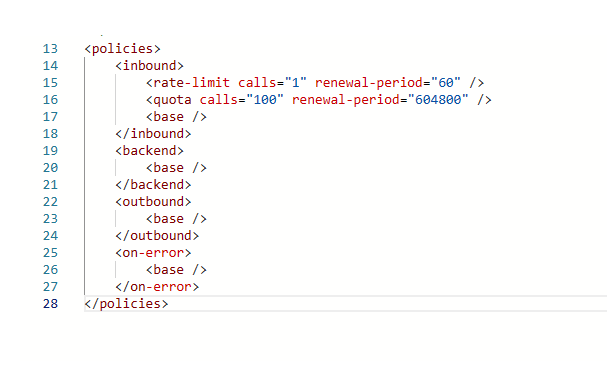 13 <policies>
14 <inbound>
15 <rate-limit calls="1" renewal-period="60" />
16 <quota calls="100" renewal-period="604800" />
17 <base />
18 </inbound>
19 <backend>
20 <base />
21 </backend>
22 <outbound>
23 <base />
24 </outbound>
25 <on-error>
26 <base />
27 </on-error>
28 </policies>